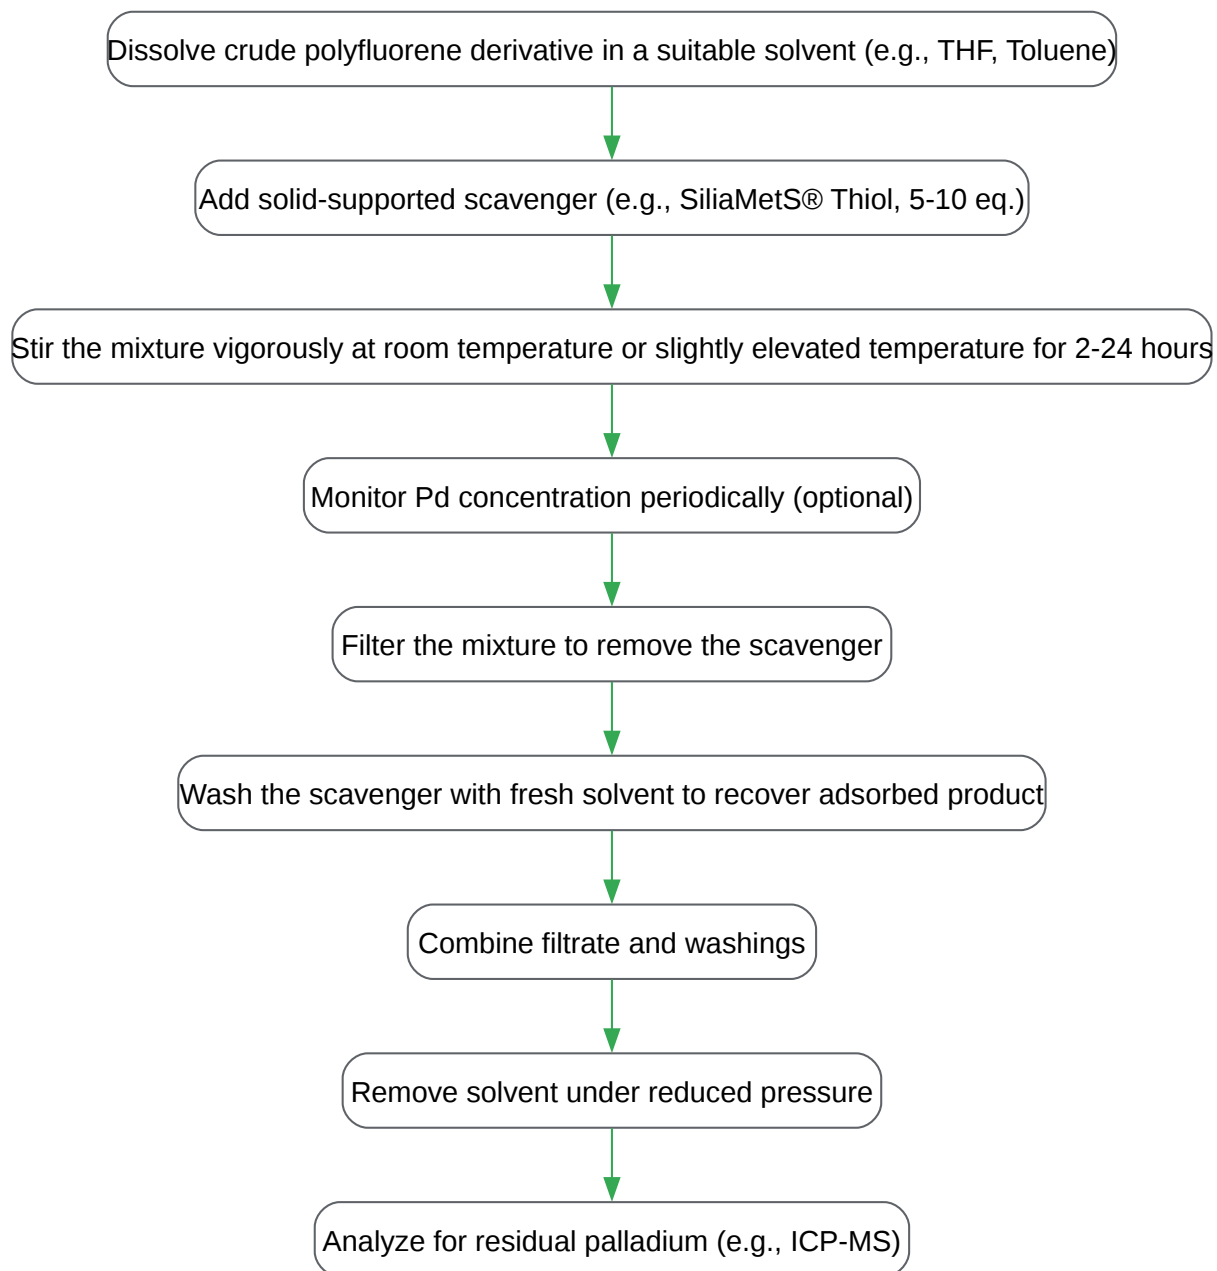 Dissolve crude polyfluorene derivative in a suitable solvent (e.g., THF, Toluene)
Add solid-supported scavenger (e.g., SiliaMetS® Thiol, 5-10 eq.)
Stir the mixture vigorously at room temperature or slightly elevated temperature for 2-24 hours
Monitor Pd concentration periodically (optional)
Filter the mixture to remove the scavenger
Wash the scavenger with fresh solvent to recover adsorbed product
Combine filtrate and washings
Remove solvent under reduced pressure
Analyze for residual palladium (e.g., ICP-MS)